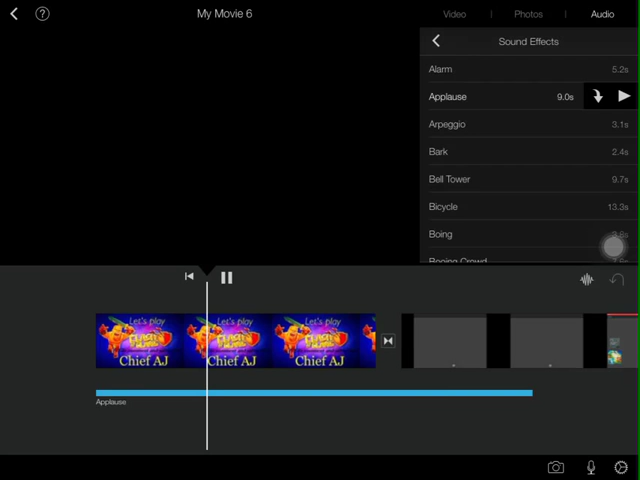 My Movie 6
Video
Photos
Audio
Sound Effects
Alarm 5.2s
Applause 9.0s
Arpeggio 3.1s
Bark 2.4s
Bell Tower 9.7s
Bicycle 13.3s
Boing
Booing Crowd
Let's play Let's play Let's play
Chief AJ Chief AJ Chief AJ
Applause